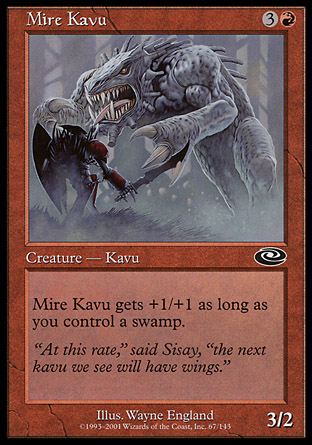 Mire Kavu 3
Creature — Kavu
Mire Kavu gets +1/+1 as long as
you control a swamp.
“At this rate,” said Sisay, “the next
kavu we see will have wings.”
Illus. Wayne England
©1993–2001 Wizards of the Coast, Inc. 67/143
3/2